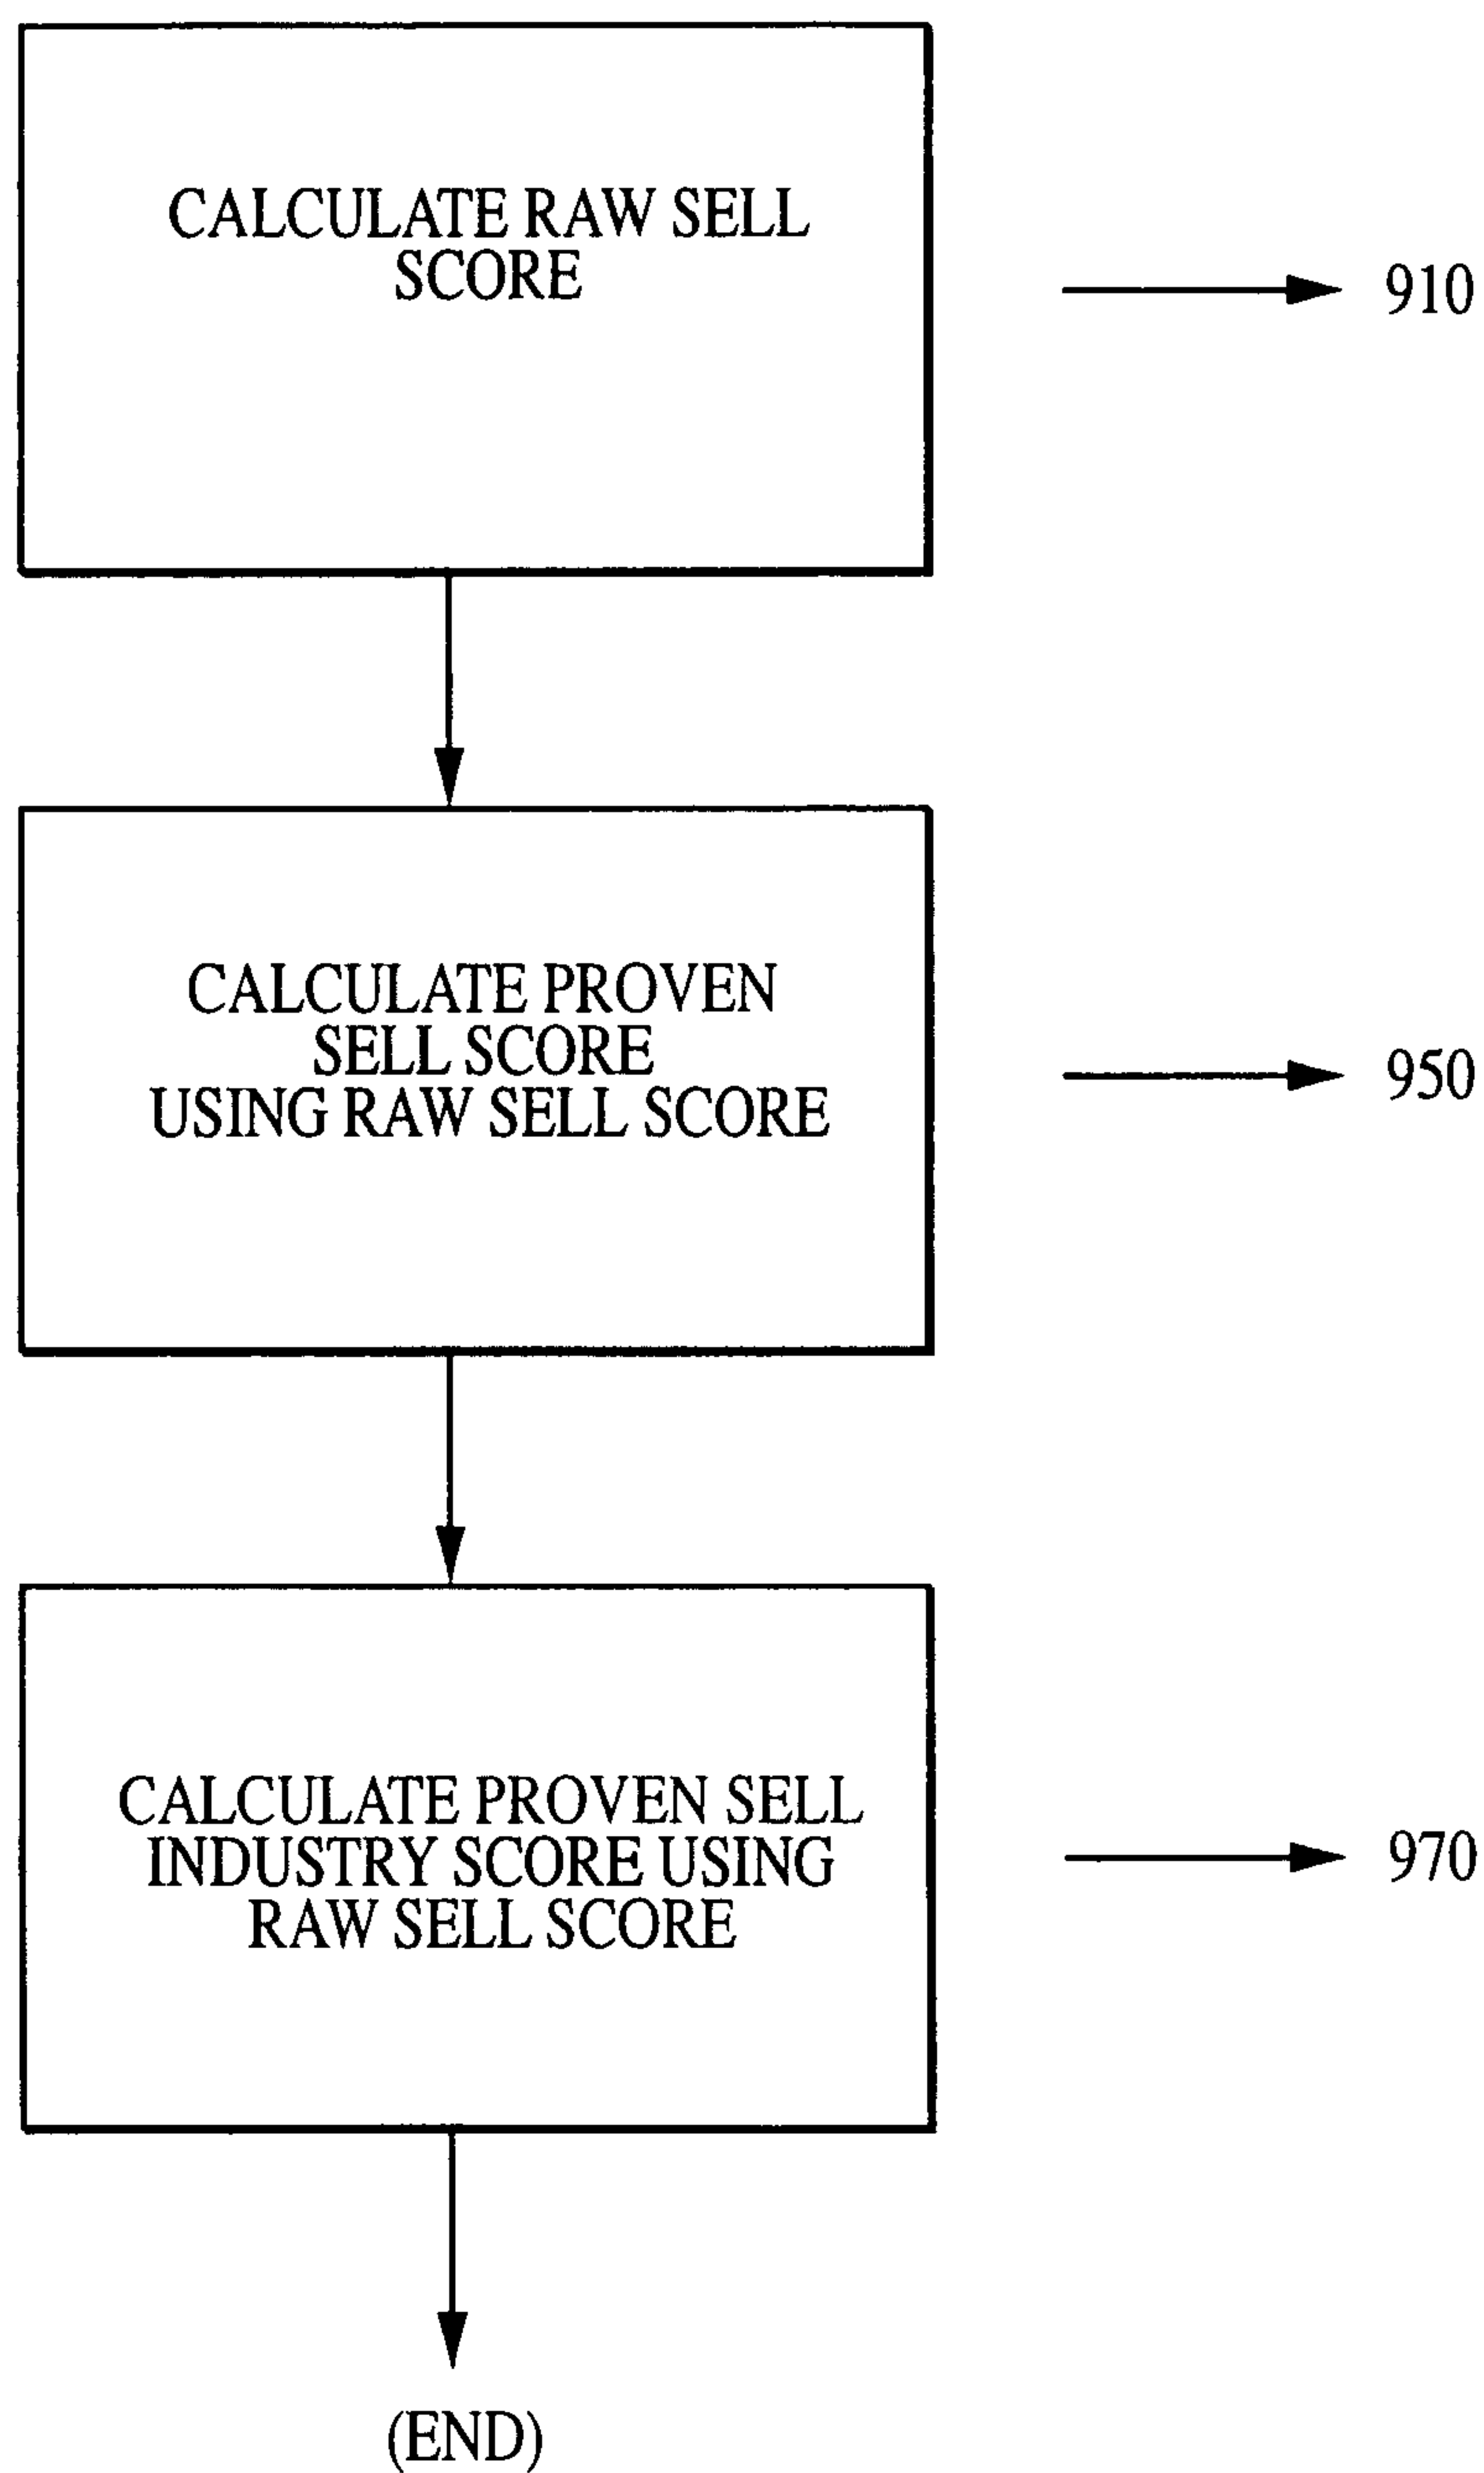 CALCULATE RAW SELL
SCORE
910
CALCULATE PROVEN
SELL SCORE
USING RAW SELL SCORE
950
CALCULATE PROVEN SELL
INDUSTRY SCORE USING
RAW SELL SCORE
970
(END)